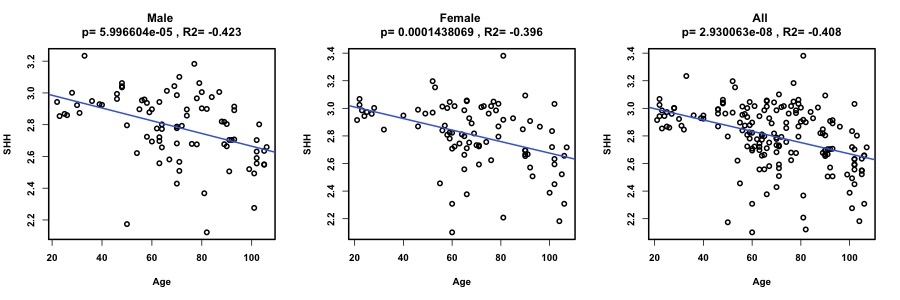 Male
p= 5.996604e-05 , R2= -0.423
SHH
3.2
3.0
2.8
2.6
2.4
2.2
20 40 60 80 100
Age
Female
p= 0.0001438069 , R2= -0.396
SHH
3.4
3.2
3.0
2.8
2.6
2.4
2.2
20 40 60 80 100
Age
All
p= 2.930063e-08 , R2= -0.408
SHH
3.4
3.2
3.0
2.8
2.6
2.4
2.2
20 40 60 80 100
Age